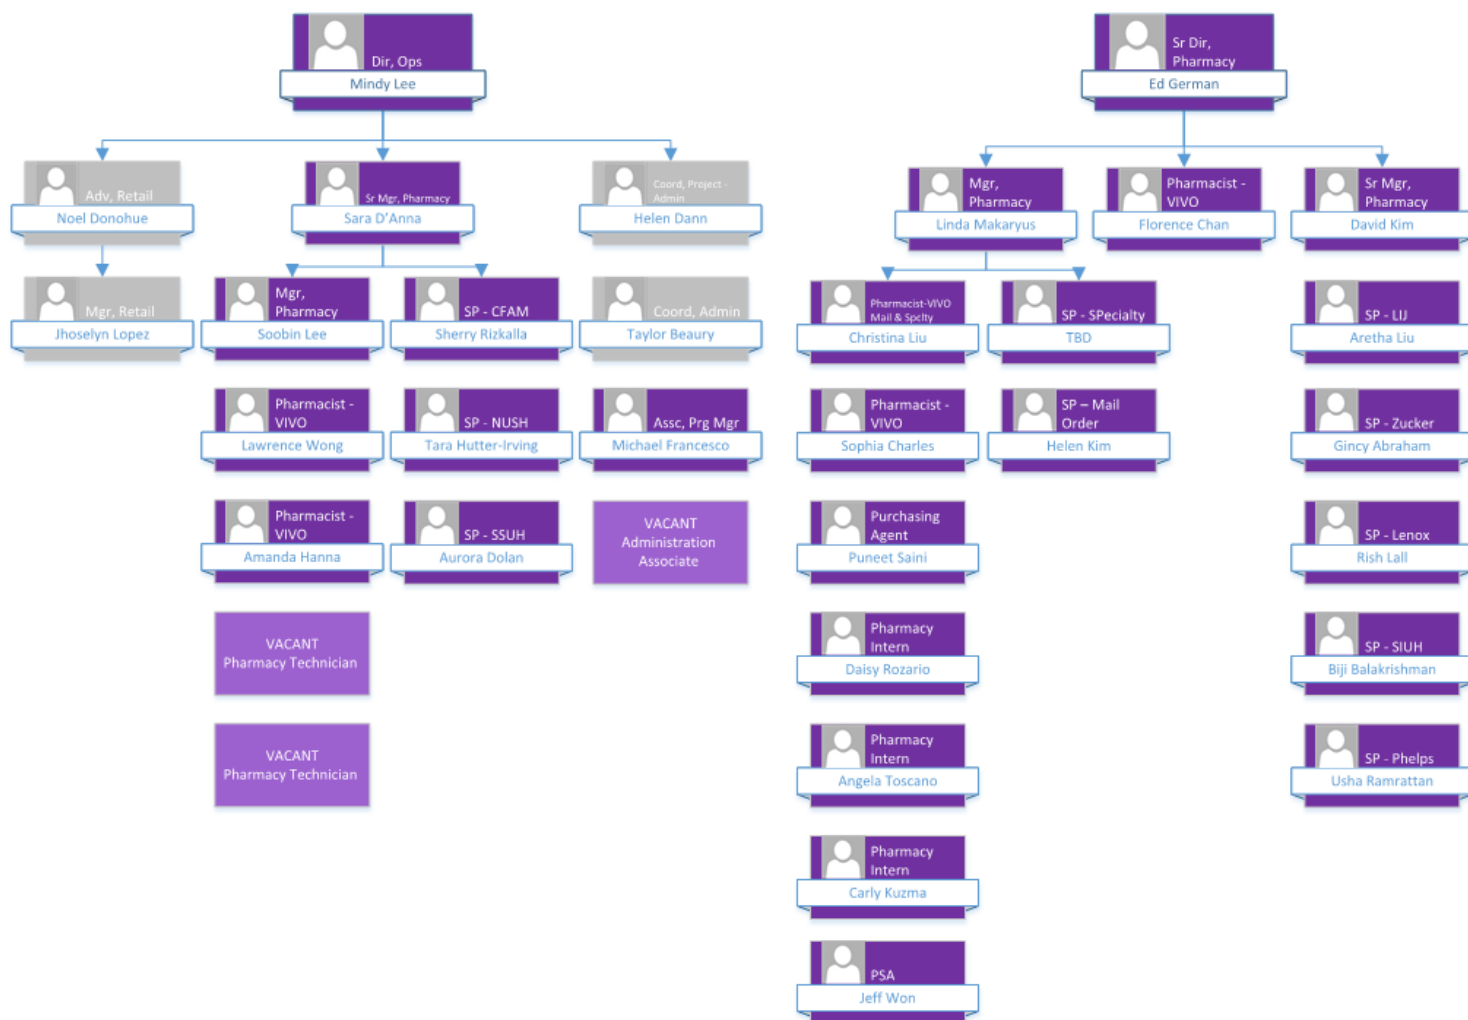 Dir, Ops
Mindy Lee
Sr Dir,
Pharmacy
Ed German
Adv, Retail
Noel Donohue
Sr Mgr, Pharmacy
Sara D'Anna
Coord, Project -
Admin
Helen Dann
Mgr,
Pharmacy
Linda Makaryus
Pharmacist -
VIVO
Florence Chan
Sr Mgr,
Pharmacy
David Kim
Mgr, Retail
Jhoselyn Lopez
Mgr,
Pharmacy
Soobin Lee
SP - CFAM
Sherry Rizkalla
Coord, Admin
Taylor Beaury
Pharmacist-VIVO
Mail & Spclty
Christina Liu
SP - SPecialty
TBD
SP - LIJ
Aretha Liu
Pharmacist -
VIVO
Lawrence Wong
SP - NUSH
Tara Hutter-Irving
Assc, Prg Mgr
Michael Francesco
Pharmacist -
VIVO
Sophia Charles
SP – Mail
Order
Helen Kim
SP - Zucker
Gincy Abraham
Pharmacist -
VIVO
Amanda Hanna
SP - SSUH
Aurora Dolan
VACANT
Administration
Associate
Purchasing
Agent
Puneet Saini
SP - Lenox
Rish Lall
VACANT
Pharmacy Technician
Pharmacy
Intern
Daisy Rozario
SP - SIUH
Biji Balakrishman
VACANT
Pharmacy Technician
Pharmacy
Intern
Angela Toscano
SP - Phelps
Usha Ramrattan
Pharmacy
Intern
Carly Kuzma
PSA
Jeff Won